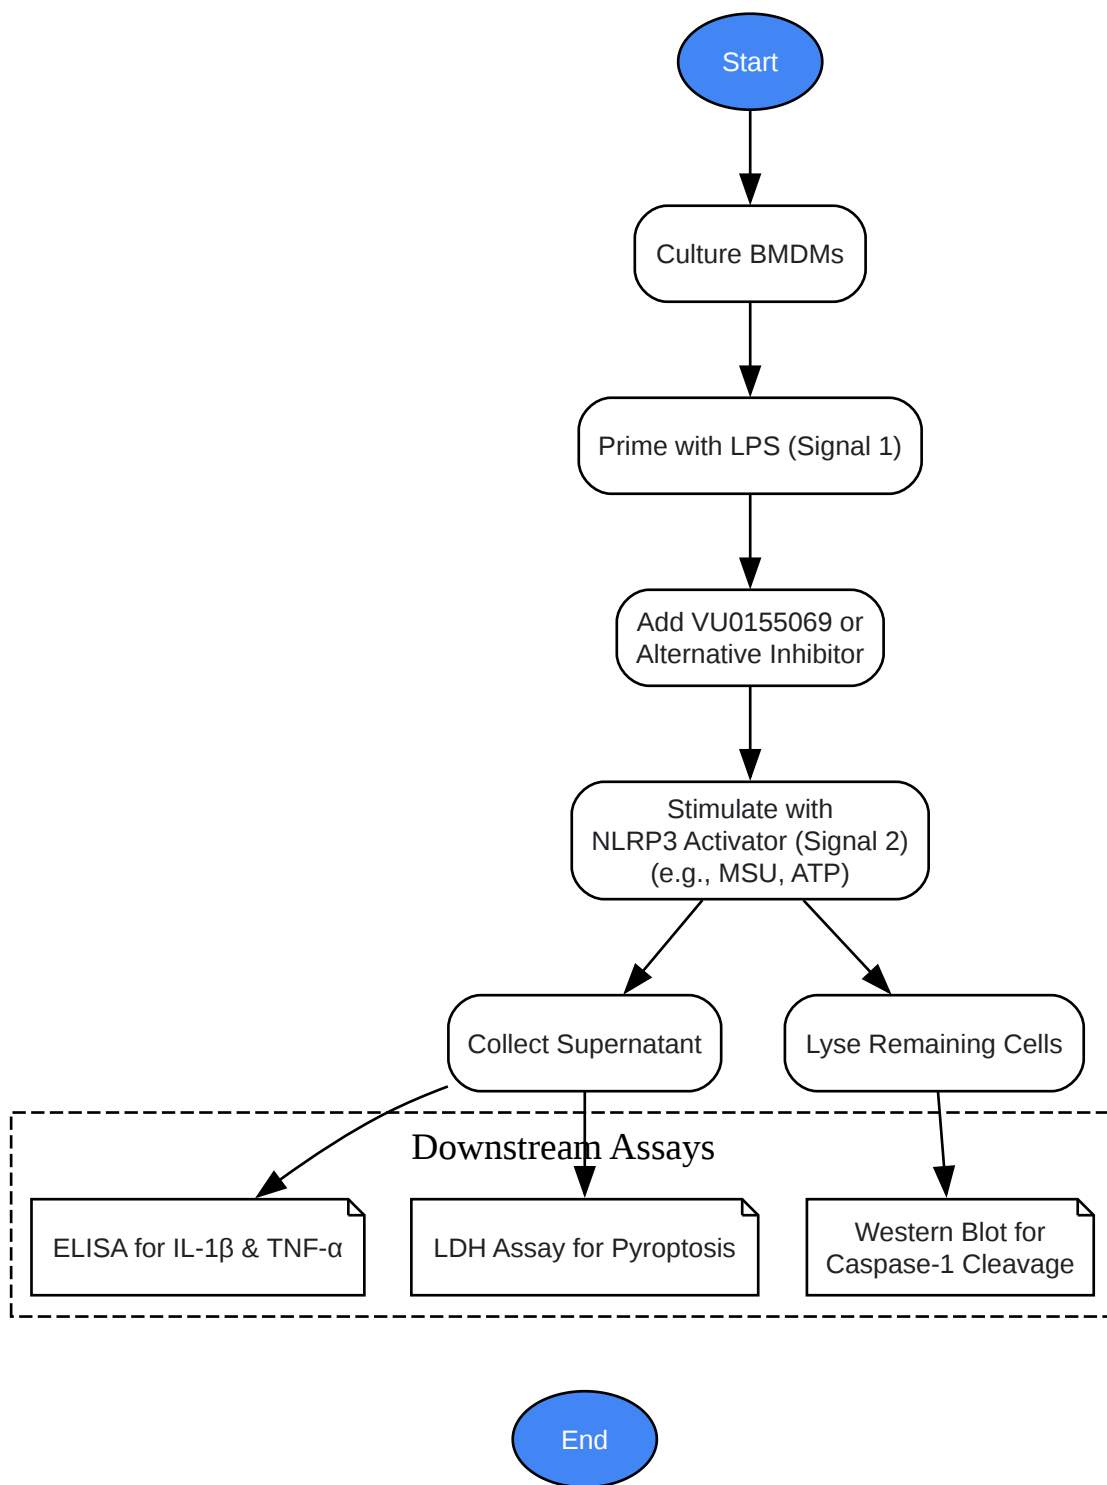 Start
Culture BMDMs
Prime with LPS (Signal 1)
Add VU0155069 or
Alternative Inhibitor
Stimulate with
NLRP3 Activator (Signal 2)
(e.g., MSU, ATP)
Collect Supernatant
Lyse Remaining Cells
Downstream Assays
ELISA for IL-1β & TNF-α
LDH Assay for Pyroptosis
Western Blot for
Caspase-1 Cleavage
End